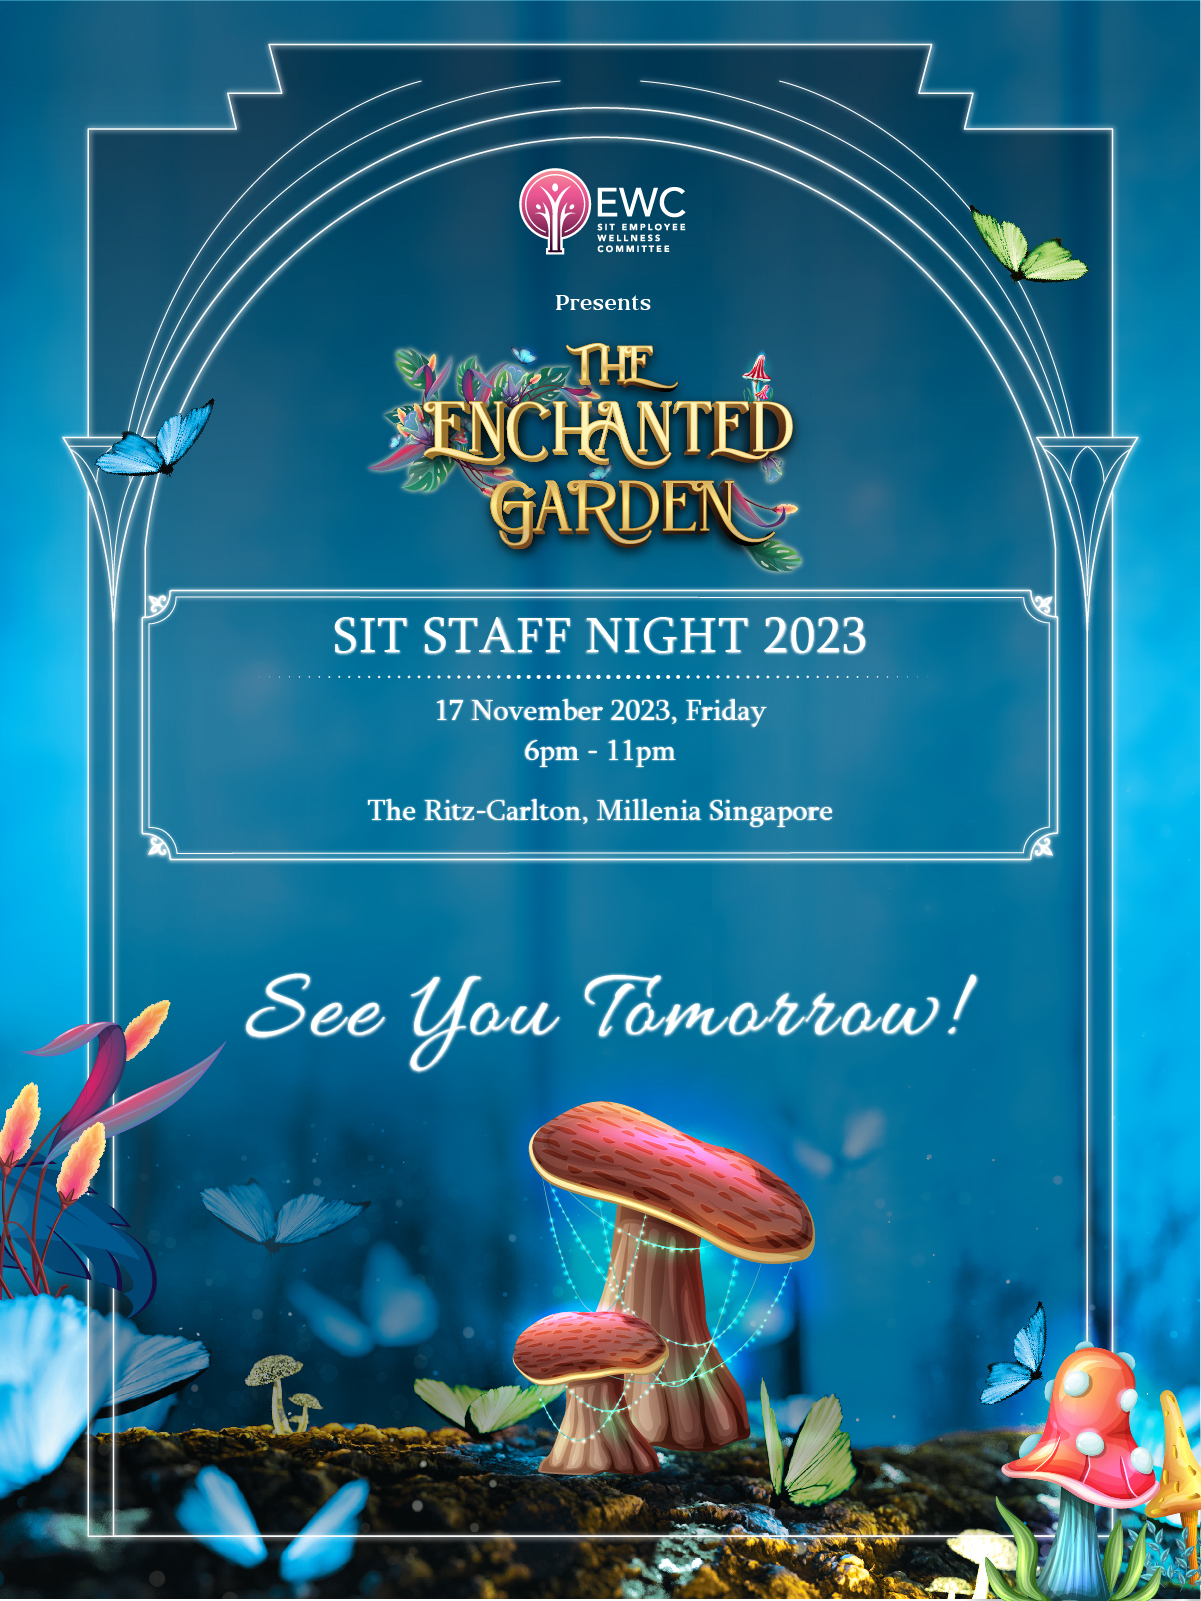 EWC
SIT EMPLOYEE
WELLNESS
COMMITTEE
Presents
THE
ENCHANTED
GARDEN
SIT STAFF NIGHT 2023
17 November 2023, Friday
6pm - 11pm
The Ritz-Carlton, Millenia Singapore
See You Tomorrow!